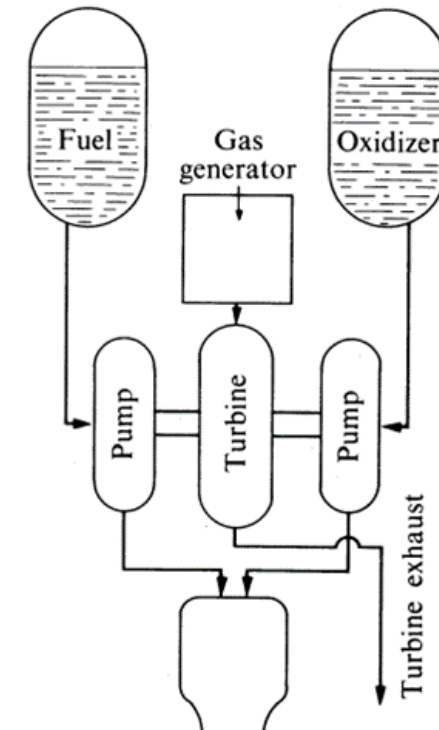 Fuel
Gas
generator
Oxidizer
Pump
Turbine
Pump
Turbine exhaust